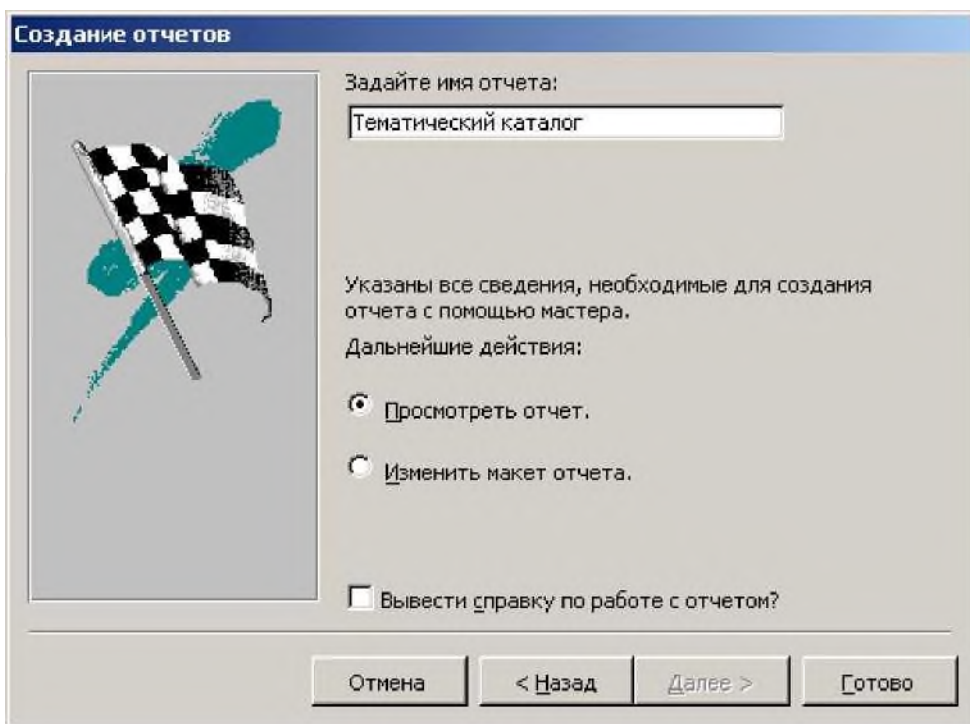 Создание отчетов
Задайте имя отчета:
Тематический каталог
Указаны все сведения, необходимые для создания
отчета с помощью мастера.
Дальнейшие действия:
Просмотреть отчет.
Изменить макет отчета.
Вывести справку по работе с отчетом?
Отмена
< Назад
Далее >
Готово